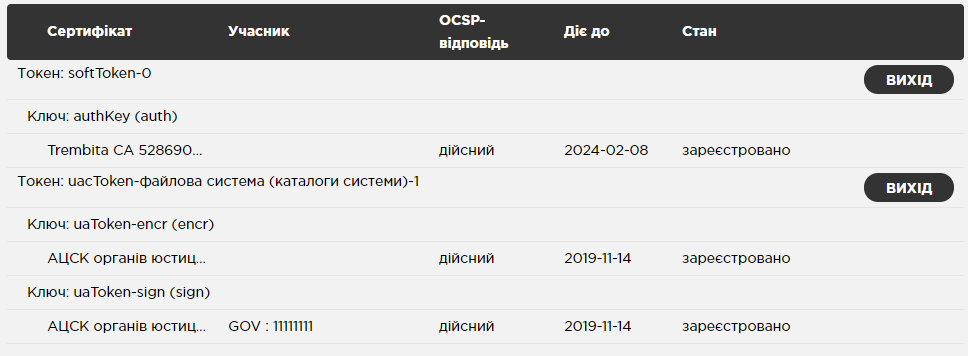 Сертифікат Учасник OCSP-відповідь Діє до Стан
Токен: softToken-0 ВИХІД
Ключ: authKey (auth)
Trembita CA 528690... дійсний 2024-02-08 зареєстровано
Токен: uacToken-файлова система (каталоги системи)-1 ВИХІД
Ключ: uaToken-encr (encr)
АЦСК органів юстиц... дійсний 2019-11-14 зареєстровано
Ключ: uaToken-sign (sign)
АЦСК органів юстиц... GOV : 11111111 дійсний 2019-11-14 зареєстровано